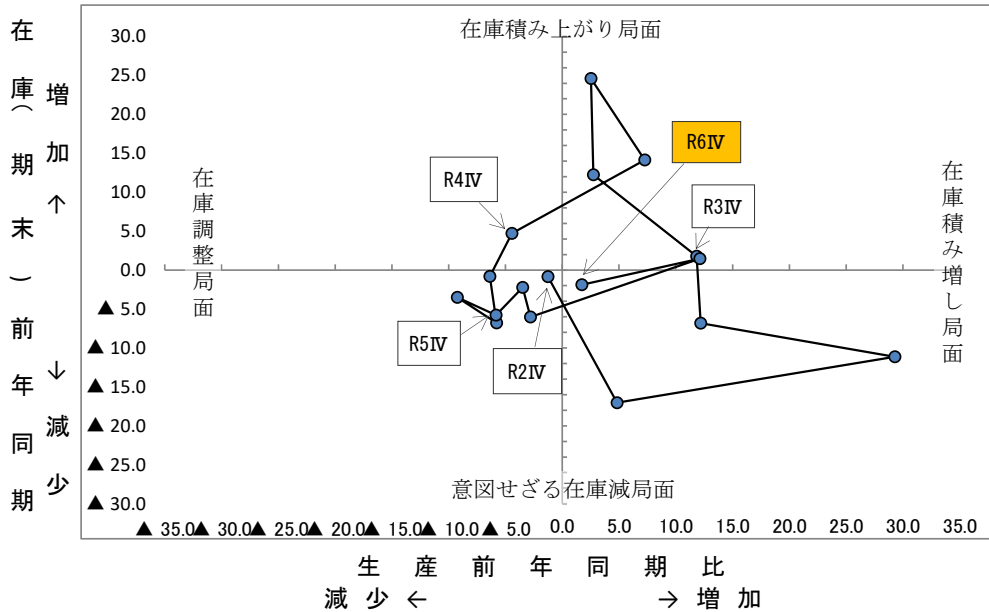 在庫(期末)前年同期
増加↑
↓減少
30.0
25.0
20.0
15.0
10.0
5.0
0.0
▲ 5.0
▲ 10.0
▲ 15.0
▲ 20.0
▲ 25.0
▲ 30.0
在庫積み上がり局面
在庫調整局面
在庫積み増し局面
意図せざる在庫減局面
R6Ⅳ
R4Ⅳ
R3Ⅳ
R5Ⅳ
R2Ⅳ
▲ 35.0 ▲ 30.0 ▲ 25.0 ▲ 20.0 ▲ 15.0 ▲ 10.0 ▲ 5.0 0.0 5.0 10.0 15.0 20.0 25.0 30.0 35.0
生産前年同期比
減少← →増加